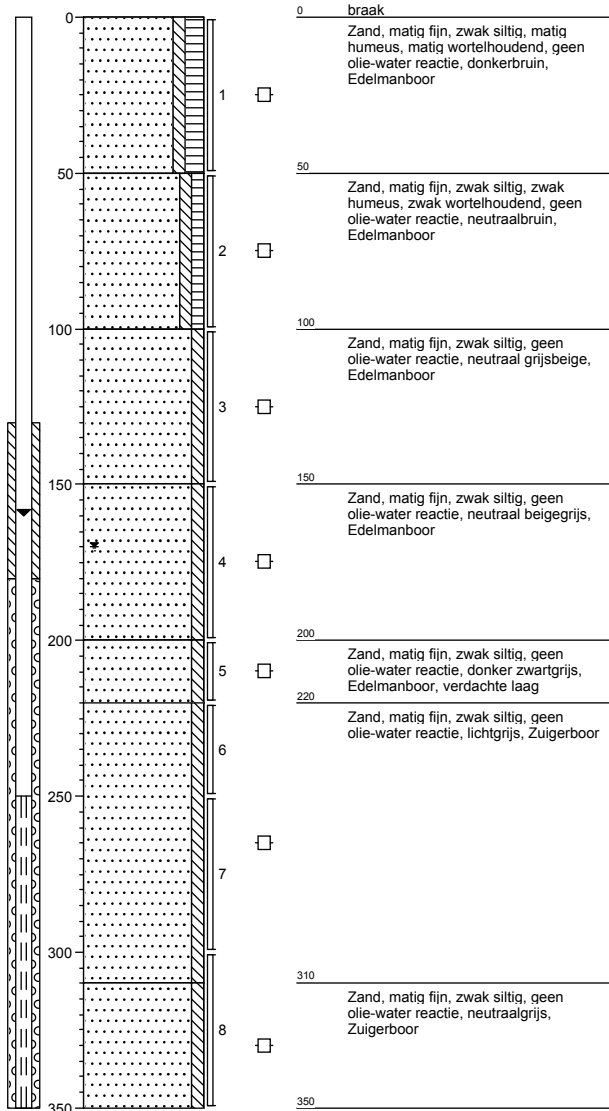 0
50
100
150
200
250
300
350
1
2
3
4
5
6
7
8
0
braak
Zand, matig fijn, zwak siltig, matig
humeus, matig wortelhoudend, geen
olie-water reactie, donkerbruin,
Edelmanboor
50
Zand, matig fijn, zwak siltig, zwak
humeus, zwak wortelhoudend, geen
olie-water reactie, neutraalbruin,
Edelmanboor
100
Zand, matig fijn, zwak siltig, geen
olie-water reactie, neutraal grijsbeige,
Edelmanboor
150
Zand, matig fijn, zwak siltig, geen
olie-water reactie, neutraal beigegrijs,
Edelmanboor
200
Zand, matig fijn, zwak siltig, geen
olie-water reactie, donker zwartgrijs,
Edelmanboor, verdachte laag
220
Zand, matig fijn, zwak siltig, geen
olie-water reactie, lichtgrijs, Zuigerboor
310
Zand, matig fijn, zwak siltig, geen
olie-water reactie, neutraalgrijs,
Zuigerboor
350